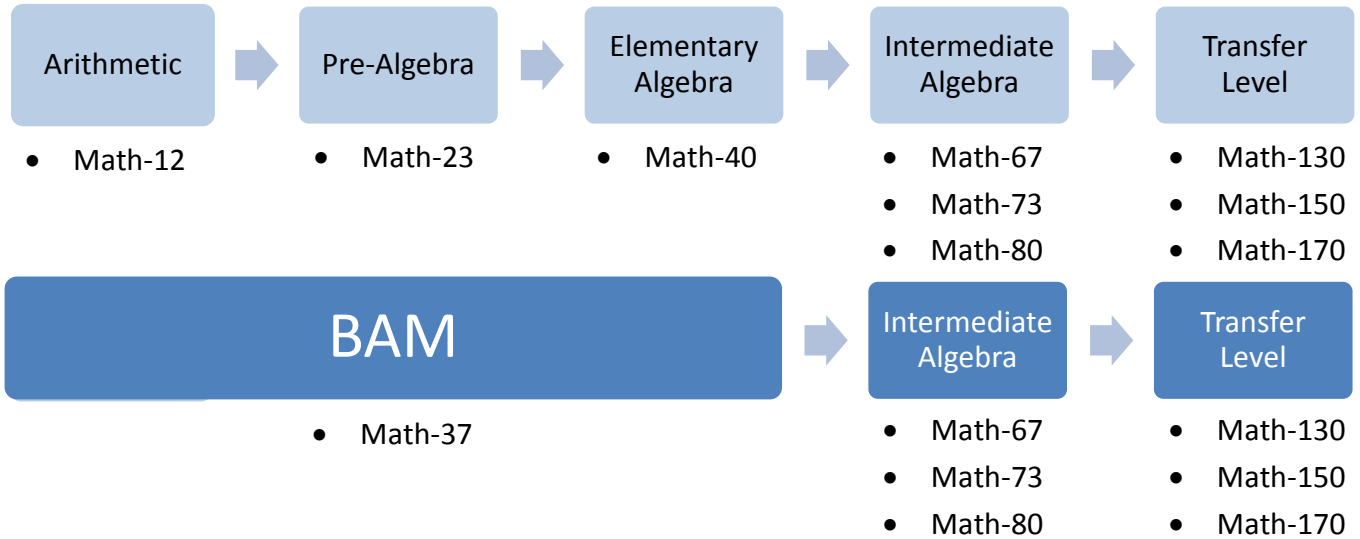 Arithmetic
Pre-Algebra
Elementary
Algebra
Intermediate
Algebra
Transfer
Level
• Math-12
• Math-23
• Math-40
• Math-67
• Math-73
• Math-80
• Math-130
• Math-150
• Math-170
BAM
Intermediate
Algebra
Transfer
Level
• Math-37
• Math-67
• Math-73
• Math-80
• Math-130
• Math-150
• Math-170